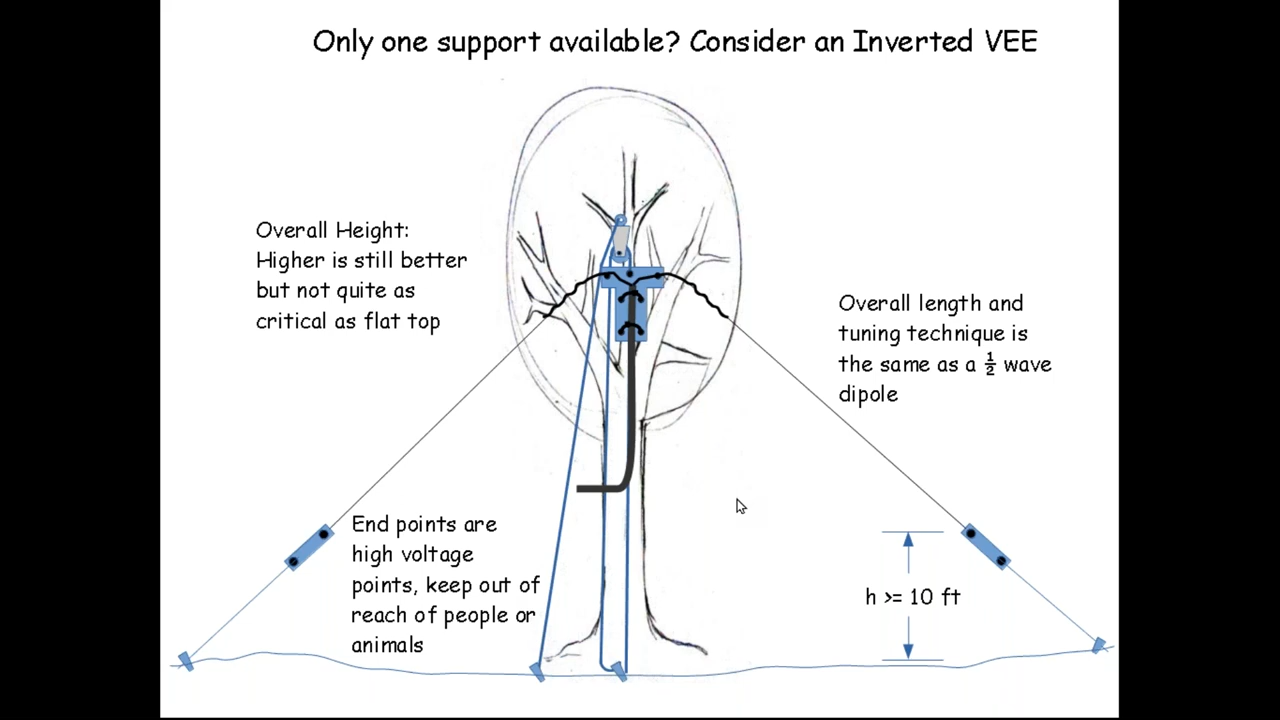 Only one support available? Consider an Inverted VEE
Overall Height:
Higher is still better
but not quite as
critical as flat top
Overall length and
tuning technique is
the same as a ½ wave
dipole
End points are
high voltage
points, keep out of
reach of people or
animals
h >= 10 ft